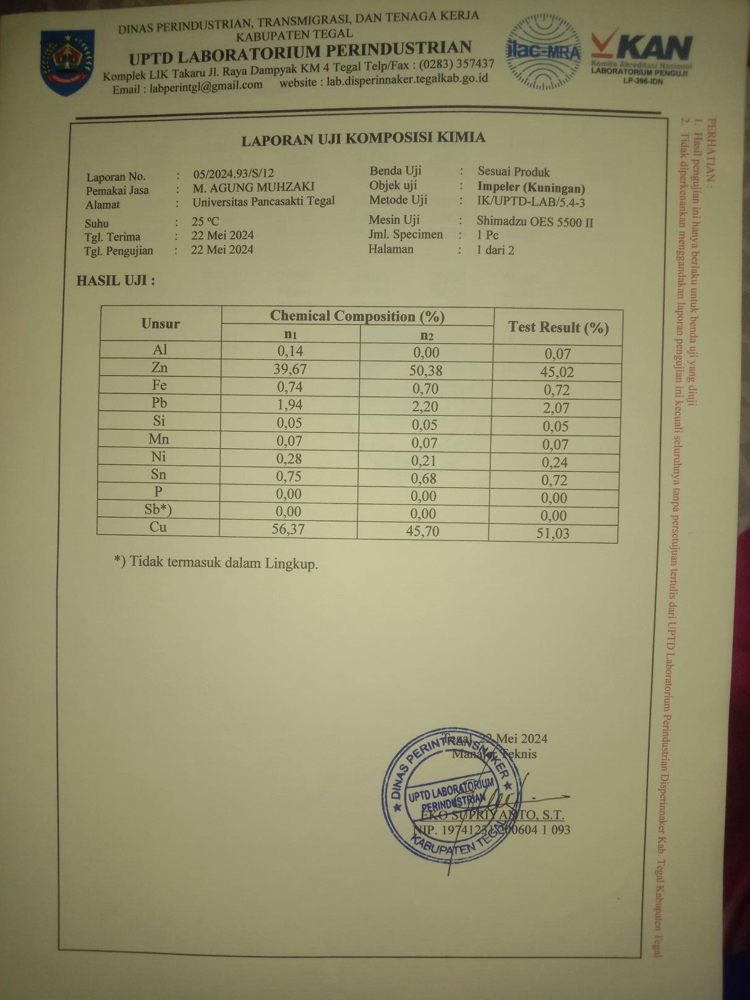 DINAS PERINDUSTRIAN, TRANSMIGRASI, DAN TENAGA KERJA
KABUPATEN TEGAL
UPTD LABORATORIUM PERINDUSTRIAN
Komplek LIK Takaru Jl. Raya Dampyak KM 4 Tegal Telp/Fax : (0283) 357437
Email : labperintgl@gmail.com website : lab.disperinnaker.tegalkab.go.id
ilac-MRA
KAN
Komite Akreditasi Nasional
LABORATORIUM PENGUJI
LP-396-IDN
LAPORAN UJI KOMPOSISI KIMIA
Laporan No. : 05/2024.93/S/12 Benda Uji : Sesuai Produk
Pemakai Jasa : M. AGUNG MUHZAKI Objek uji : Impeler (Kuningan)
Alamat : Universitas Pancasakti Tegal Metode Uji : IK/UPTD-LAB/5.4-3
Suhu : 25 ºC Mesin Uji : Shimadzu OES 5500 II
Tgl. Terima : 22 Mei 2024 Jml. Specimen : 1 Pc
Tgl. Pengujian : 22 Mei 2024 Halaman : 1 dari 2
HASIL UJI :
Unsur Chemical Composition (%) Test Result (%)
n1 n2
Al 0,14 0,00 0,07
Zn 39,67 50,38 45,02
Fe 0,74 0,70 0,72
Pb 1,94 2,20 2,07
Si 0,05 0,05 0,05
Mn 0,07 0,07 0,07
Ni 0,28 0,21 0,24
Sn 0,75 0,68 0,72
P 0,00 0,00 0,00
Sb*) 0,00 0,00 0,00
Cu 56,37 45,70 51,03
*) Tidak termasuk dalam Lingkup.
Tegal, 22 Mei 2024
Manajer Teknis
EKO SUPRIYANTO, S.T.
NIP. 19741231 200604 1 093
DINAS PERINTRANSNAKER
UPTD LABORATORIUM
PERINDUSTRIAN
KABUPATEN TEGAL
PERHATIAN :
1. Hasil pengujian ini hanya berlaku untuk benda uji yang diuji
2. Tidak diperkenankan menggandakan laporan pengujian ini kecuali seluruhnya tanpa persetujuan tertulis dari UPTD Laboratorium Perindustrian Disperinnaker Kab. Tegal Kabupaten Tegal